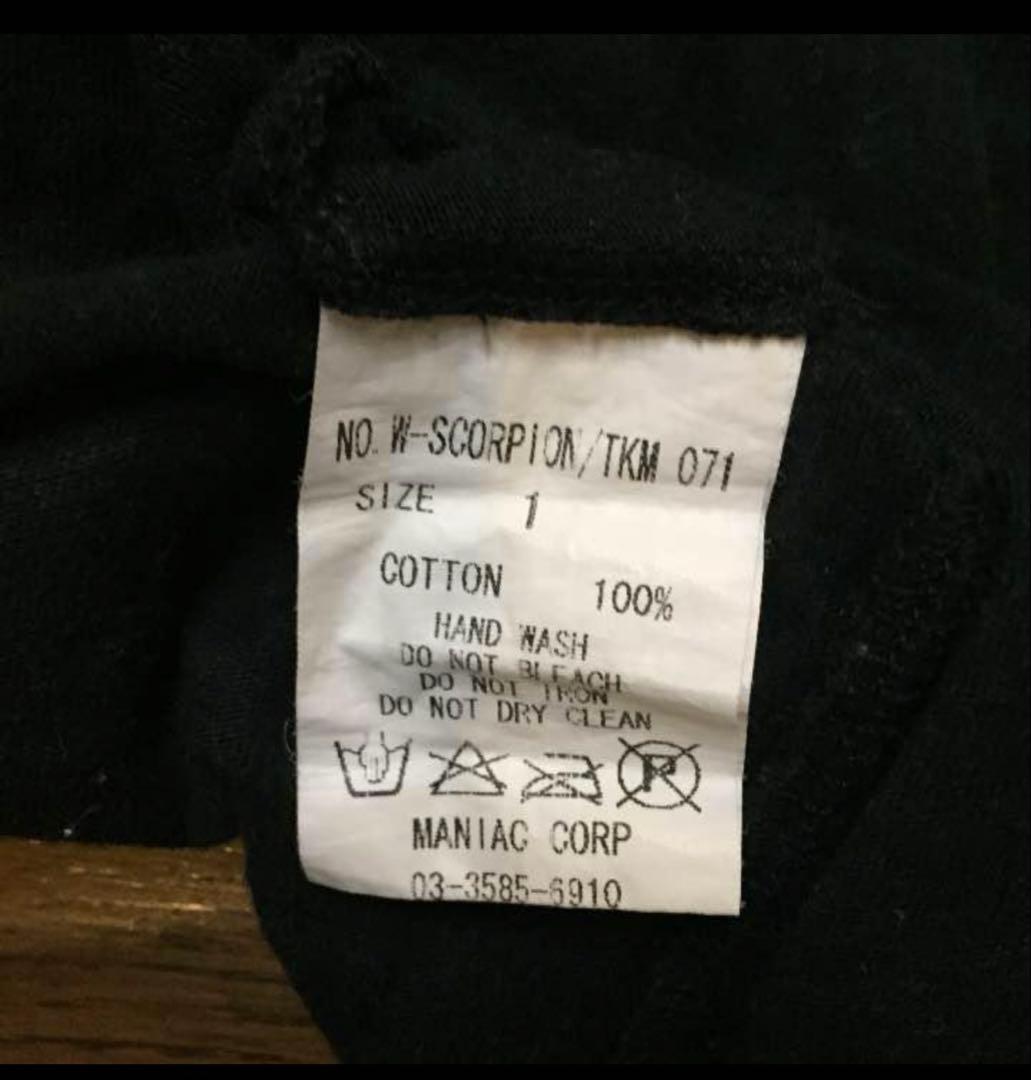 NO. W-SCORPION/TKM 071
SIZE 1
COTTON 100%
HAND WASH
DO NOT BLEACH
DO NOT IRON
DO NOT DRY CLEAN
P
MANIAC CORP
03-3585-6910